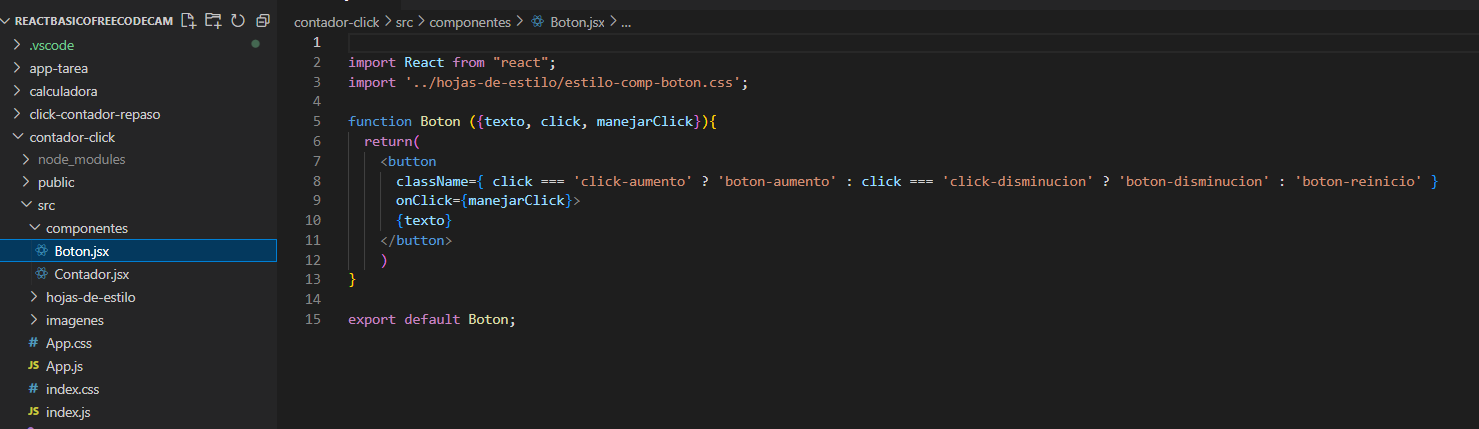 REACTBASICOFREECODECAM
.vscode
app-tarea
calculadora
click-contador-repaso
contador-click
node_modules
public
src
componentes
Boton.jsx
Contador.jsx
hojas-de-estilo
imagenes
# App.css
JS App.js
# index.css
JS index.js
contador-click > src > componentes > Boton.jsx > ...
1
2 import React from "react";
3 import '../hojas-de-estilo/estilo-comp-boton.css';
4
5 function Boton ({texto, click, manejarClick}){
6 return(
7 <button
8 className={ click === 'click-aumento' ? 'boton-aumento' : click === 'click-disminucion' ? 'boton-disminucion' : 'boton-reinicio' }
9 onClick={manejarClick}>
10 {texto}
11 </button>
12 )
13 }
14
15 export default Boton;